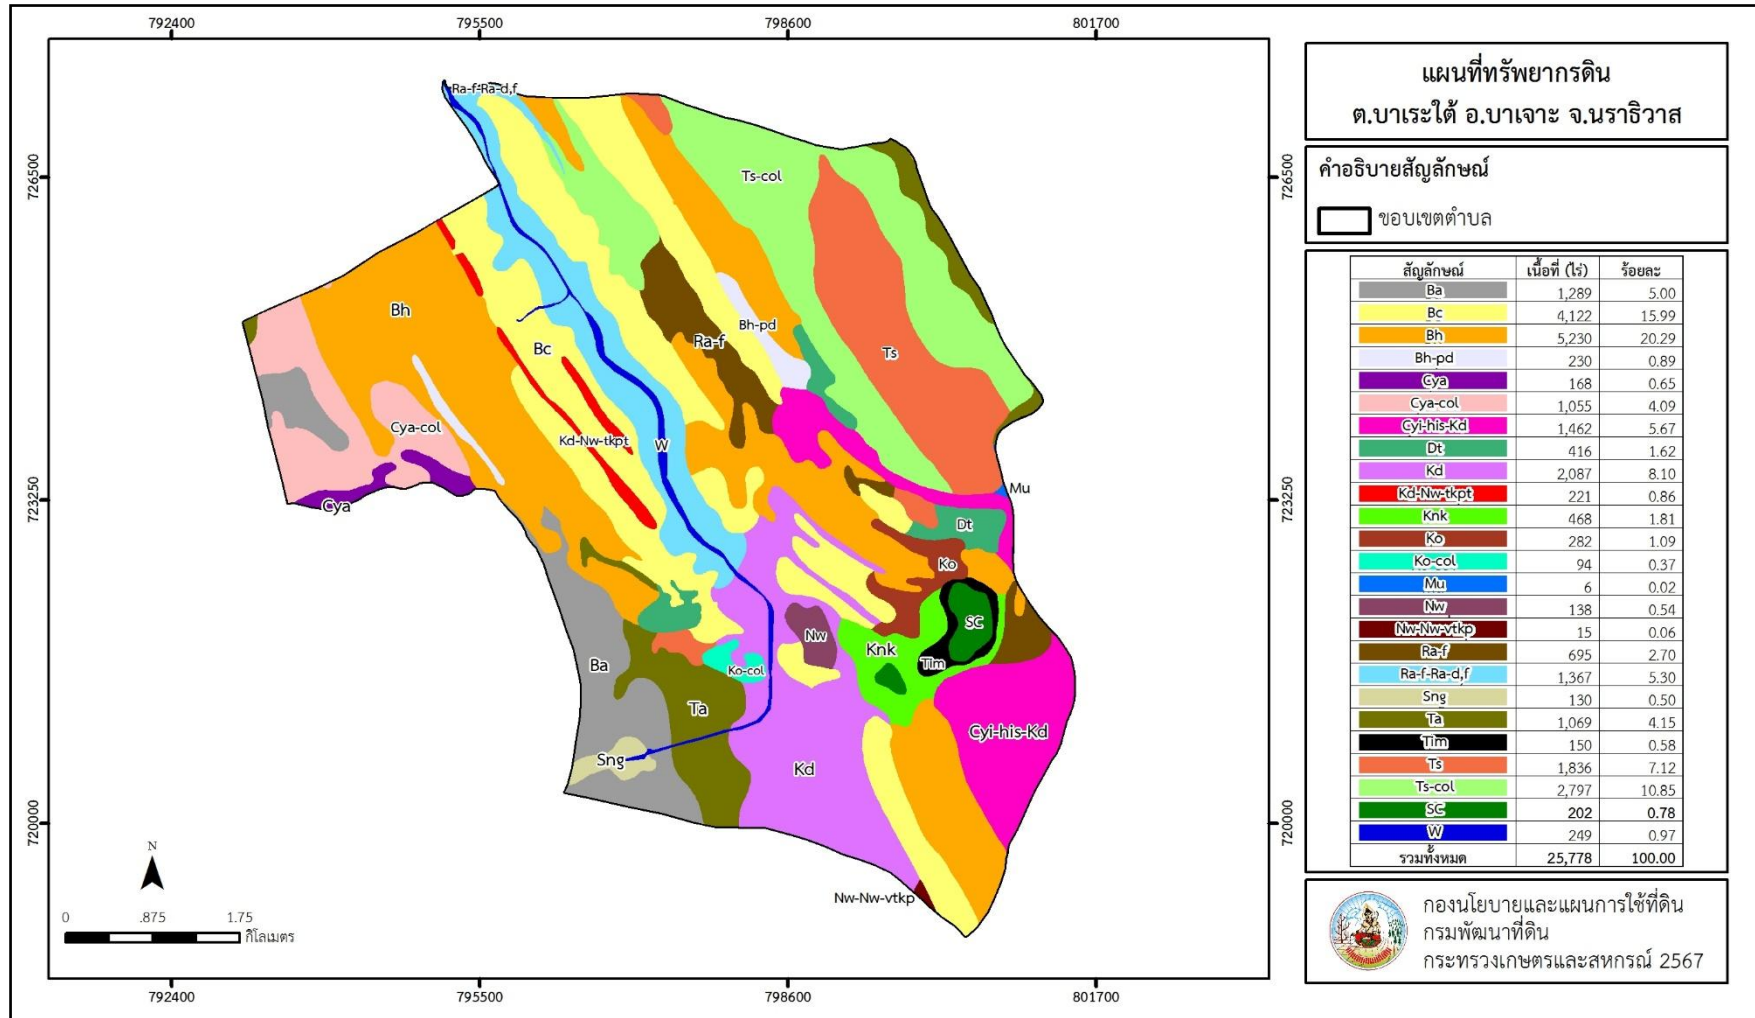 792400 795500 798600 801700
726500
723250
720000
726500
723250
720000
792400 795500 798600 801700
Ra-f-Ra-d,f
Ts-col
Bh
Bh-pd
Bc
Ra-f
Ts
Cya-col
Kd-Nw-tkpt
W
Cya
Mu
Dt
Ko
SC
Nw
Knk
Tim
Ba
Ko-col
Ta
Cyi-his-Kd
Sng
Kd
Nw-Nw-vtkp
N
0 .875 1.75
กิโลเมตร
แผนที่ทรัพยากรดิน
ต.บาเระใต้ อ.บาเจาะ จ.นราธิวาส
คำอธิบายสัญลักษณ์
ขอบเขตตำบล
สัญลักษณ์ เนื้อที่ (ไร่) ร้อยละ
Ba 1,289 5.00
Bc 4,122 15.99
Bh 5,230 20.29
Bh-pd 230 0.89
Cya 168 0.65
Cya-col 1,055 4.09
Cyi-his-Kd 1,462 5.67
Dt 416 1.62
Kd 2,087 8.10
Kd-Nw-tkpt 221 0.86
Knk 468 1.81
Ko 282 1.09
Ko-col 94 0.37
Mu 6 0.02
Nw 138 0.54
Nw-Nw-vtkp 15 0.06
Ra-f 695 2.70
Ra-f-Ra-d,f 1,367 5.30
Sng 130 0.50
Ta 1,069 4.15
Tim 150 0.58
Ts 1,836 7.12
Ts-col 2,797 10.85
SC 202 0.78
W 249 0.97
รวมทั้งหมด 25,778 100.00
กองนโยบายและแผนการใช้ที่ดิน
กรมพัฒนาที่ดิน
กระทรวงเกษตรและสหกรณ์ 2567